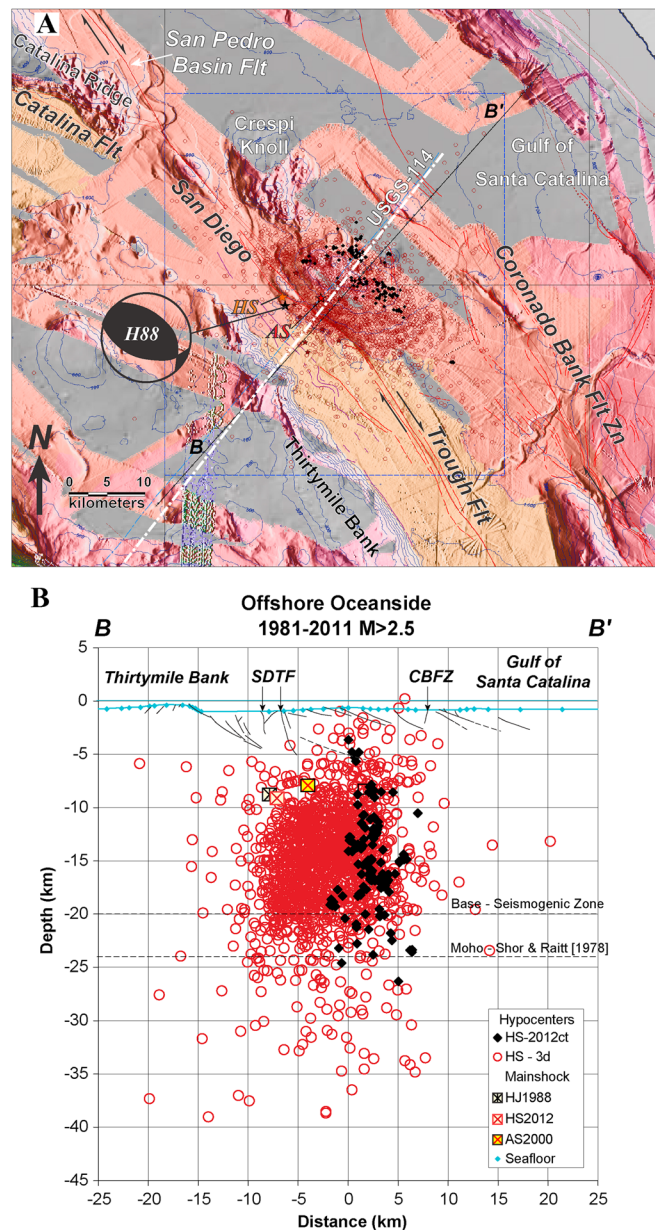 A
San Pedro
Basin Flt
Catalina Ridge
Catalina Flt
Crespi
Knoll
B'
Gulf of
Santa Catalina
USGS-114
San Diego
HS
AS
H88
Coronado Bank Flt Zn
N
B
Thirtymile Bank
Trough Flt
0 5 10
kilometers
B
Offshore Oceanside
1981-2011 M>2.5
B
B'
Thirtymile Bank
SDTF
CBFZ
Gulf of
Santa Catalina
5
0
-5
-10
-15
-20
-25
-30
-35
-40
-45
Depth (km)
Base - Seismogenic Zone
Moho - Shor & Raitt [1978]
Hypocenters
HS-2012ct
HS - 3d
Mainshock
HJ1988
HS2012
AS2000
Seafloor
-25 -20 -15 -10 -5 0 5 10 15 20 25
Distance (km)